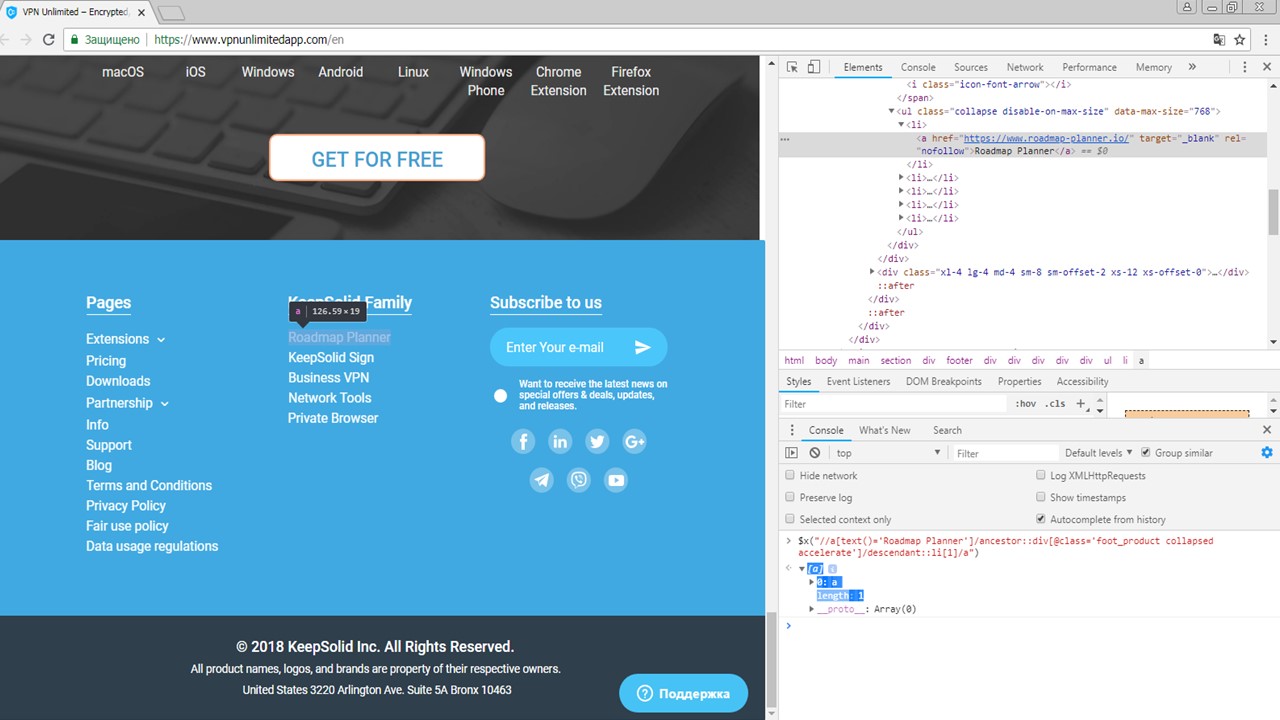 VPN Unlimited – Encrypted,
Защищено
https://www.vpnunlimitedapp.com/en
macOS
iOS
Windows
Android
Linux
Windows Phone
Chrome Extension
Firefox Extension
GET FOR FREE
Pages
Extensions
Pricing
Downloads
Partnership
Info
Support
Blog
Terms and Conditions
Privacy Policy
Fair use policy
Data usage regulations
KeepSolid Family
a 126.59×19
Roadmap Planner
KeepSolid Sign
Business VPN
Network Tools
Private Browser
Subscribe to us
Enter Your e-mail
Want to receive the latest news on
special offers & deals, updates,
and releases.
© 2018 KeepSolid Inc. All Rights Reserved.
All product names, logos, and brands are property of their respective owners.
United States 3220 Arlington Ave. Suite 5A Bronx 10463
Поддержка
Elements Console Sources Network Performance Memory »
<i class="icon-font-arrow"></i>
</span>
<ul class="collapse disable-on-max-size" data-max-size="768">
<li>
<a href="https://www.roadmap-planner.io/" target="_blank" rel=
"nofollow">Roadmap Planner</a> == $0
</li>
<li>…</li>
<li>…</li>
<li>…</li>
<li>…</li>
</ul>
</div>
</div>
<div class="xl-4 lg-4 md-4 sm-8 sm-offset-2 xs-12 xs-offset-0">…</div>
::after
</div>
::after
</div>
</div>
html body main section div footer div div div div div ul li a
Styles Event Listeners DOM Breakpoints Properties Accessibility
Filter :hov .cls +
Console What's New Search
top Filter Default levels Group similar
Hide network Log XMLHttpRequests
Preserve log Show timestamps
Selected context only Autocomplete from history
$x("//a[text()='Roadmap Planner']/ancestor::div[@class='foot_product collapsed
accelerate']/descendant::li[1]/a")
[a]
0: a
length: 1
__proto__: Array(0)